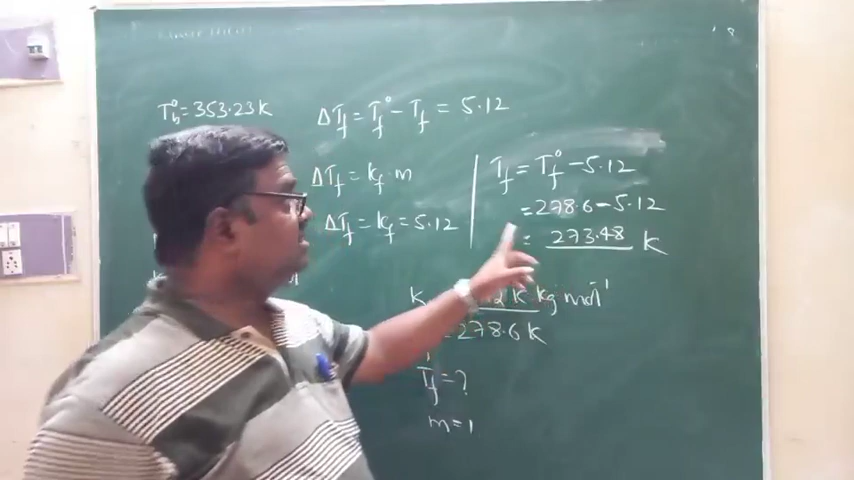 T°b = 353.23 K
ΔTf = T°f - Tf = 5.12
ΔTf = Kf · m
ΔTf = Kf = 5.12
Tf = T°f - 5.12
= 278.6 - 5.12
= 273.48 K
K
2 K kg mol
= 278.6 K
Tf = ?
m = 1